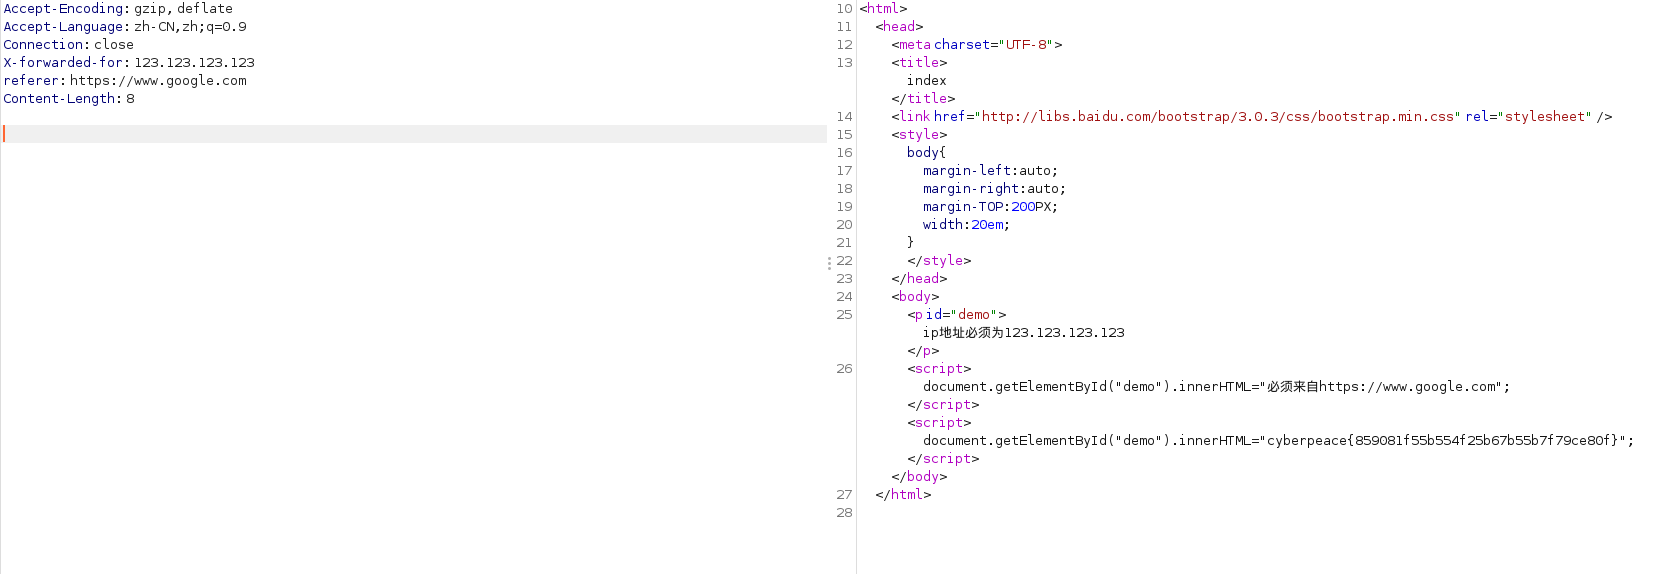 Accept-Encoding: gzip, deflate
Accept-Language: zh-CN,zh;q=0.9
Connection: close
X-forwarded-for: 123.123.123.123
referer: https://www.google.com
Content-Length: 8
10 <html>
11 <head>
12 <meta charset="UTF-8">
13 <title>
index
</title>
14 <link href="http://libs.baidu.com/bootstrap/3.0.3/css/bootstrap.min.css" rel="stylesheet" />
15 <style>
16 body{
17 margin-left:auto;
18 margin-right:auto;
19 margin-TOP:200PX;
20 width:20em;
21 }
22 </style>
23 </head>
24 <body>
25 <p id="demo">
ip地址必须为123.123.123.123
</p>
26 <script>
document.getElementById("demo").innerHTML="必须来自https://www.google.com";
</script>
<script>
document.getElementById("demo").innerHTML="cyberpeace{859081f55b554f25b67b55b7f79ce80f}";
</script>
</body>
27 </html>
28